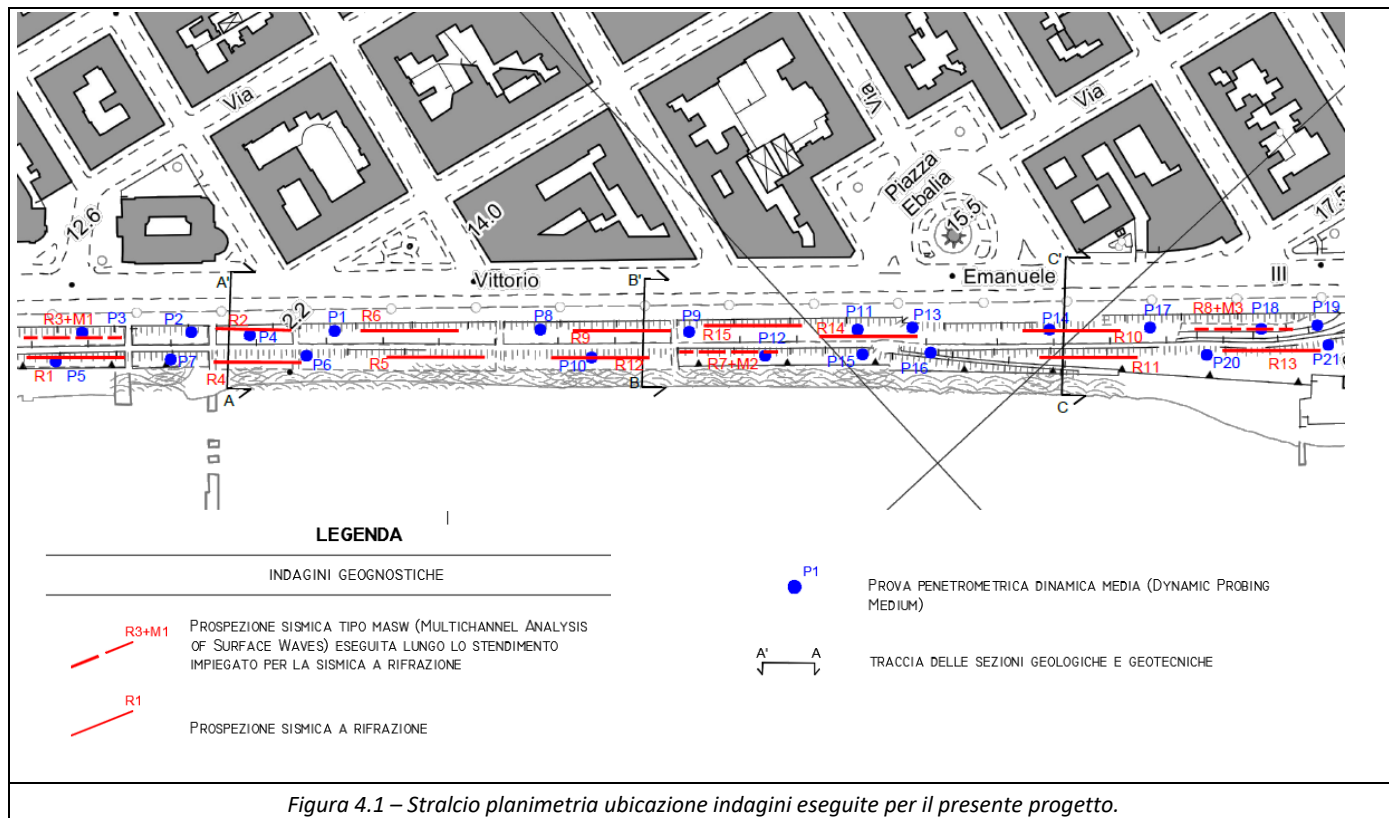 Via
Via
Via
Piazza
Ebalia
12.6
14.0
15.5
17.5
Vittorio
Emanuele
III
A'
B'
C'
2.2
R3+M1
P3
P2
R2
P4
P1
R6
P8
R9
P9
R15
R14
P11
P13
P14
R10
P17
R8+M3
P18
P19
R1
P5
P7
R4
P6
R5
P10
R12
R7+M2
P12
P15
P16
R11
P20
R13
P21
A
B
C
LEGENDA
INDAGINI GEOGNOSTICHE
R3+M1
PROSPEZIONE SISMICA TIPO MASW (MULTICHANNEL ANALYSIS
OF SURFACE WAVES) ESEGUITA LUNGO LO STENDIMENTO
IMPIEGATO PER LA SISMICA A RIFRAZIONE
R1
PROSPEZIONE SISMICA A RIFRAZIONE
P1
PROVA PENETROMETRICA DINAMICA MEDIA (DYNAMIC PROBING
MEDIUM)
A' A
TRACCIA DELLE SEZIONI GEOLOGICHE E GEOTECNICHE
Figura 4.1 – Stralcio planimetria ubicazione indagini eseguite per il presente progetto.